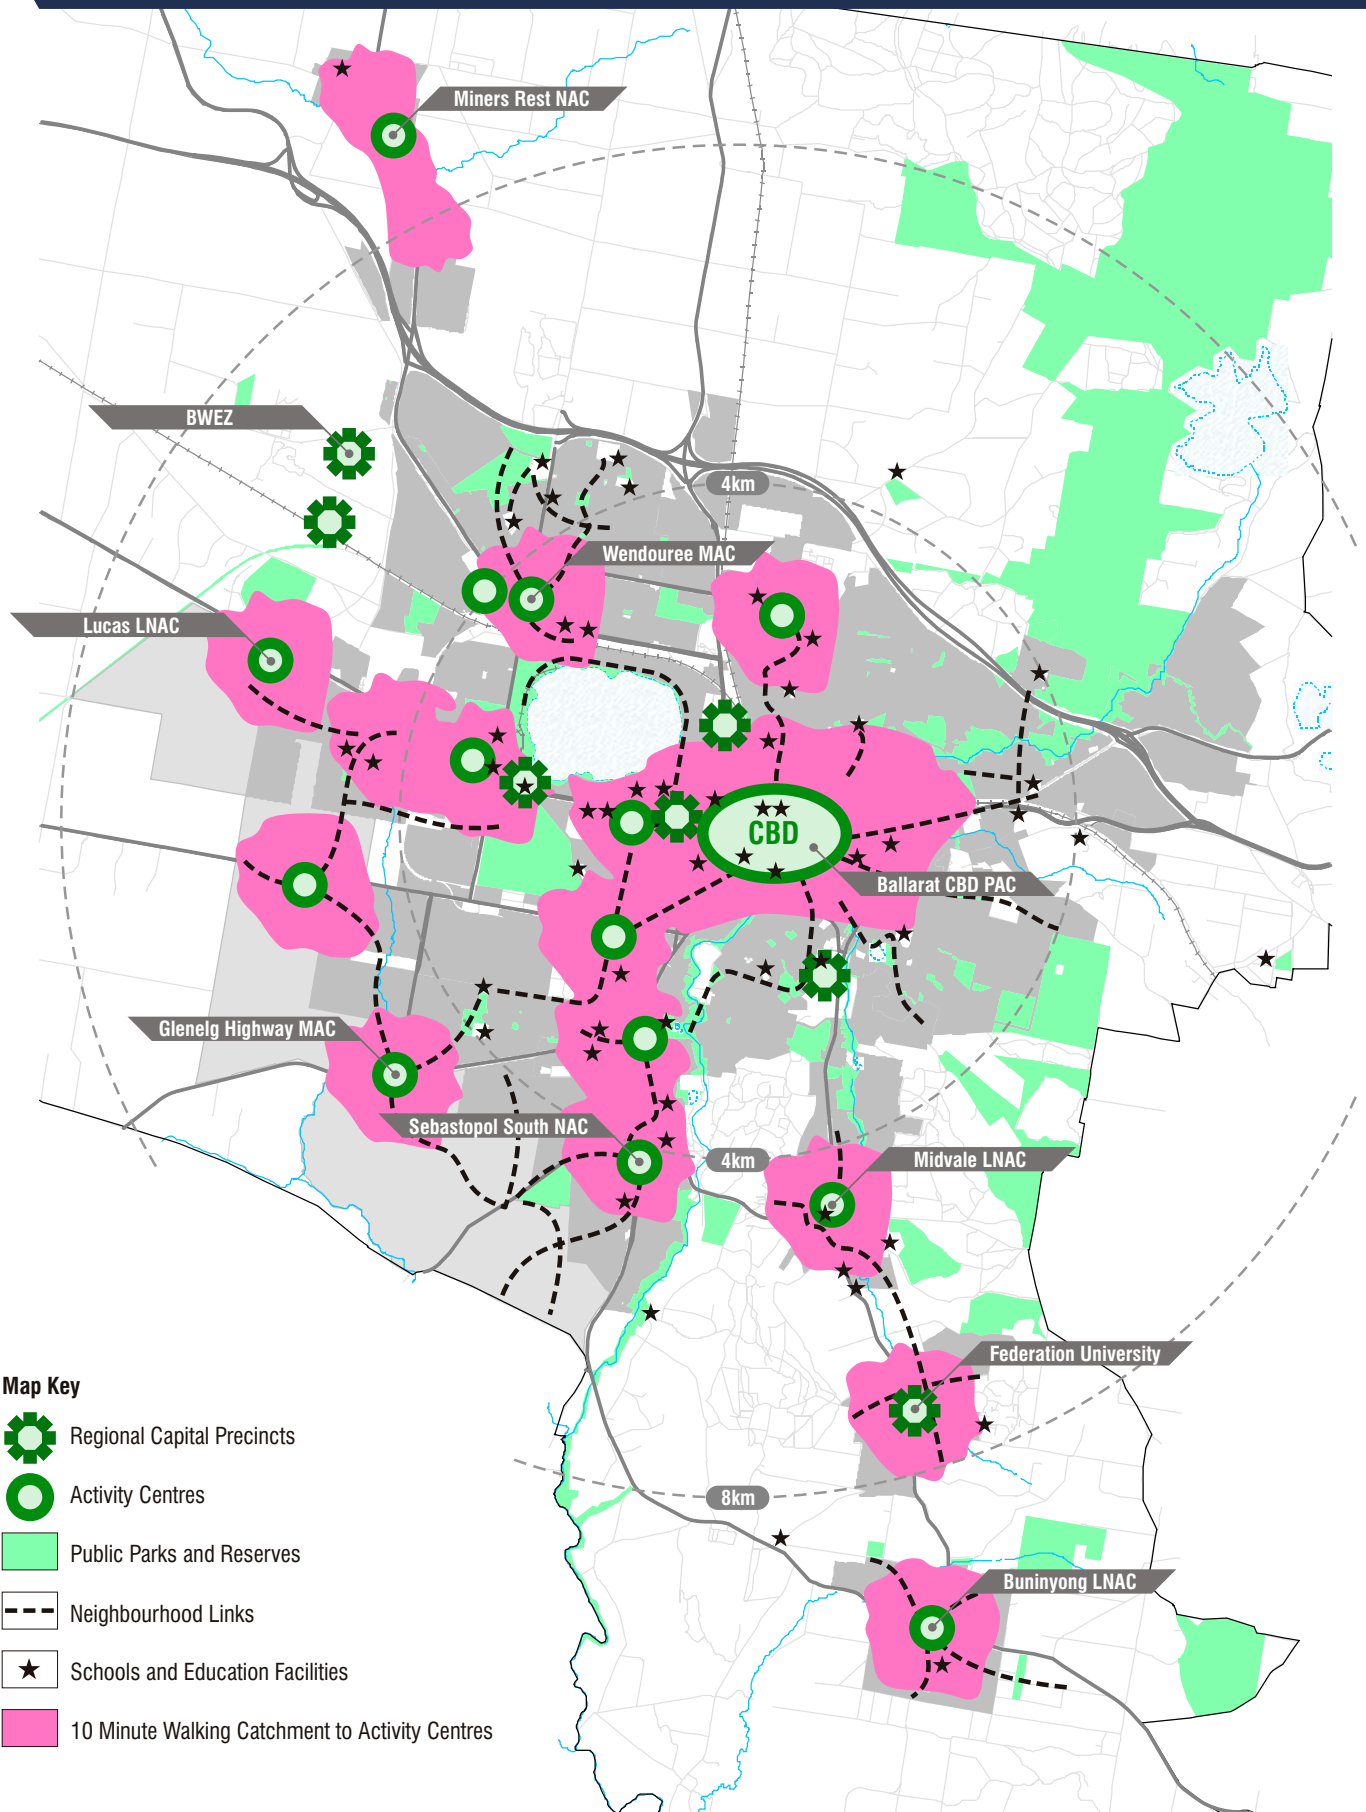 Miners Rest NAC
BWEZ
4km
Wendouree MAC
Lucas LNAC
CBD
Ballarat CBD PAC
Glenelg Highway MAC
Sebastopol South NAC
4km
Midvale LNAC
Federation University
Map Key
Regional Capital Precincts
8km
Activity Centres
Public Parks and Reserves
Buninyong LNAC
Neighbourhood Links
Schools and Education Facilities
10 Minute Walking Catchment to Activity Centres